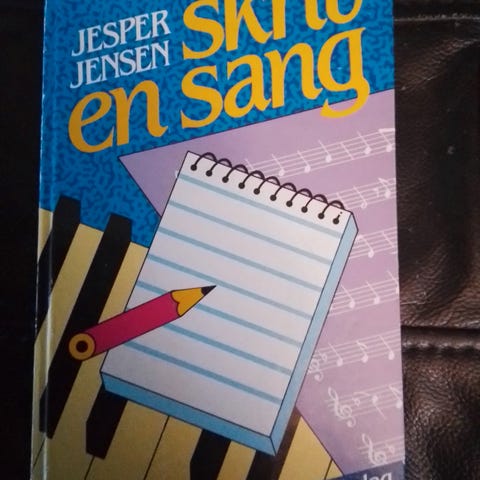 JESPER
JENSEN
skriv
en sang